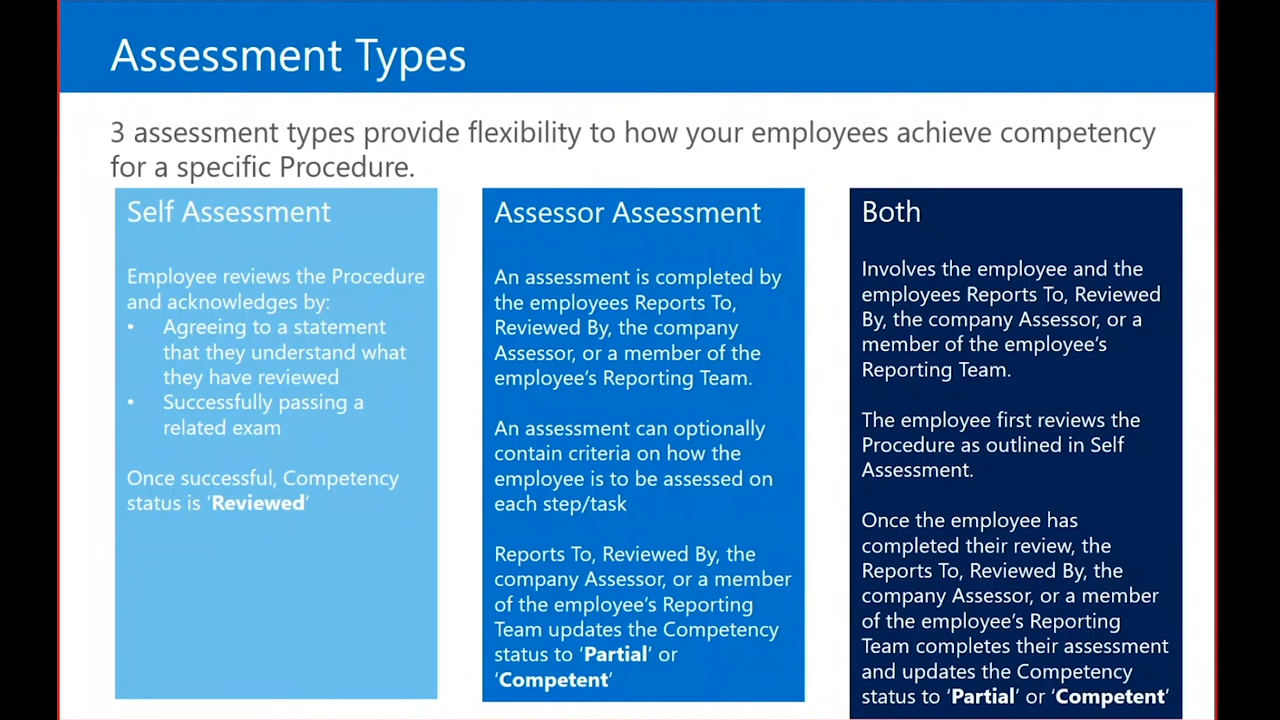 Assessment Types
3 assessment types provide flexibility to how your employees achieve competency
for a specific Procedure.
Self Assessment
Employee reviews the Procedure
and acknowledges by:
• Agreeing to a statement
that they understand what
they have reviewed
• Successfully passing a
related exam
Once successful, Competency
status is ‘Reviewed’
Assessor Assessment
An assessment is completed by
the employees Reports To,
Reviewed By, the company
Assessor, or a member of the
employee’s Reporting Team.
An assessment can optionally
contain criteria on how the
employee is to be assessed on
each step/task
Reports To, Reviewed By, the
company Assessor, or a member
of the employee’s Reporting
Team updates the Competency
status to ‘Partial’ or
‘Competent’
Both
Involves the employee and the
employees Reports To, Reviewed
By, the company Assessor, or a
member of the employee’s
Reporting Team.
The employee first reviews the
Procedure as outlined in Self
Assessment.
Once the employee has
completed their review, the
Reports To, Reviewed By, the
company Assessor, or a member
of the employee’s Reporting
Team completes their assessment
and updates the Competency
status to ‘Partial’ or ‘Competent’